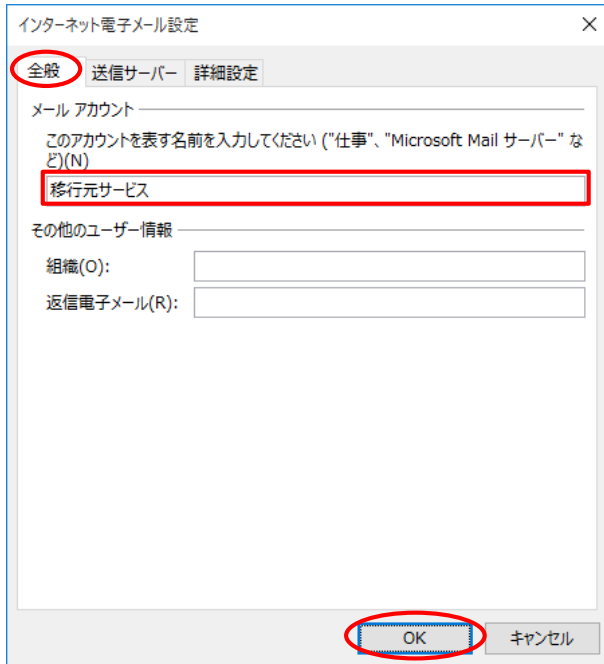 インターネット電子メール設定
全般 送信サーバー 詳細設定
メール アカウント
このアカウントを表す名前を入力してください ("仕事"、"Microsoft Mail サーバー" な
ど)(N)
移行元サービス
その他のユーザー情報
組織(O):
返信電子メール(R):
OK キャンセル